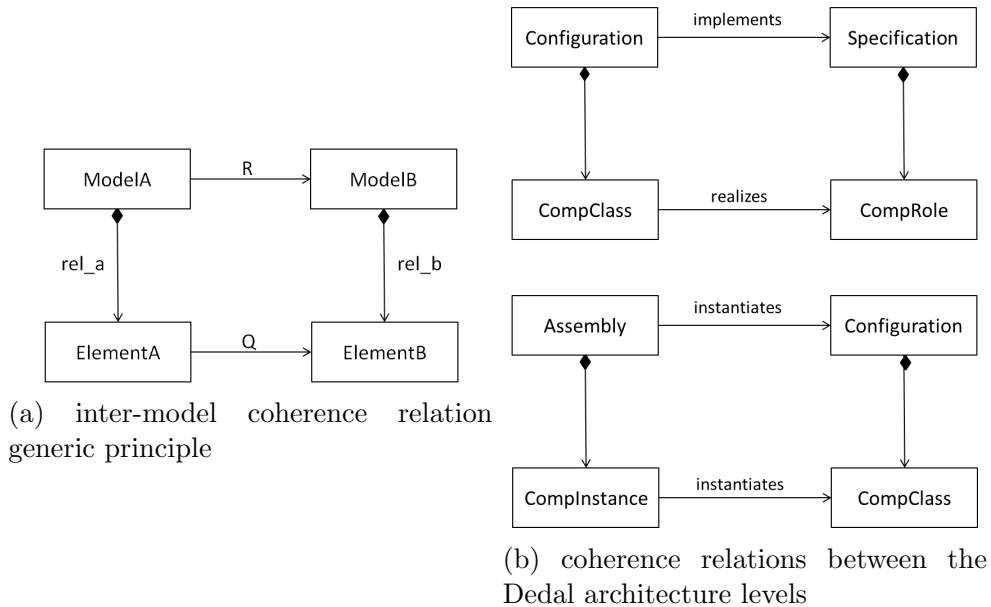 ModelA
R
ModelB
rel_a
rel_b
ElementA
Q
ElementB
(a) inter-model coherence relation
generic principle
Configuration
implements
Specification
CompClass
realizes
CompRole
Assembly
instantiates
Configuration
CompInstance
instantiates
CompClass
(b) coherence relations between the
Dedal architecture levels